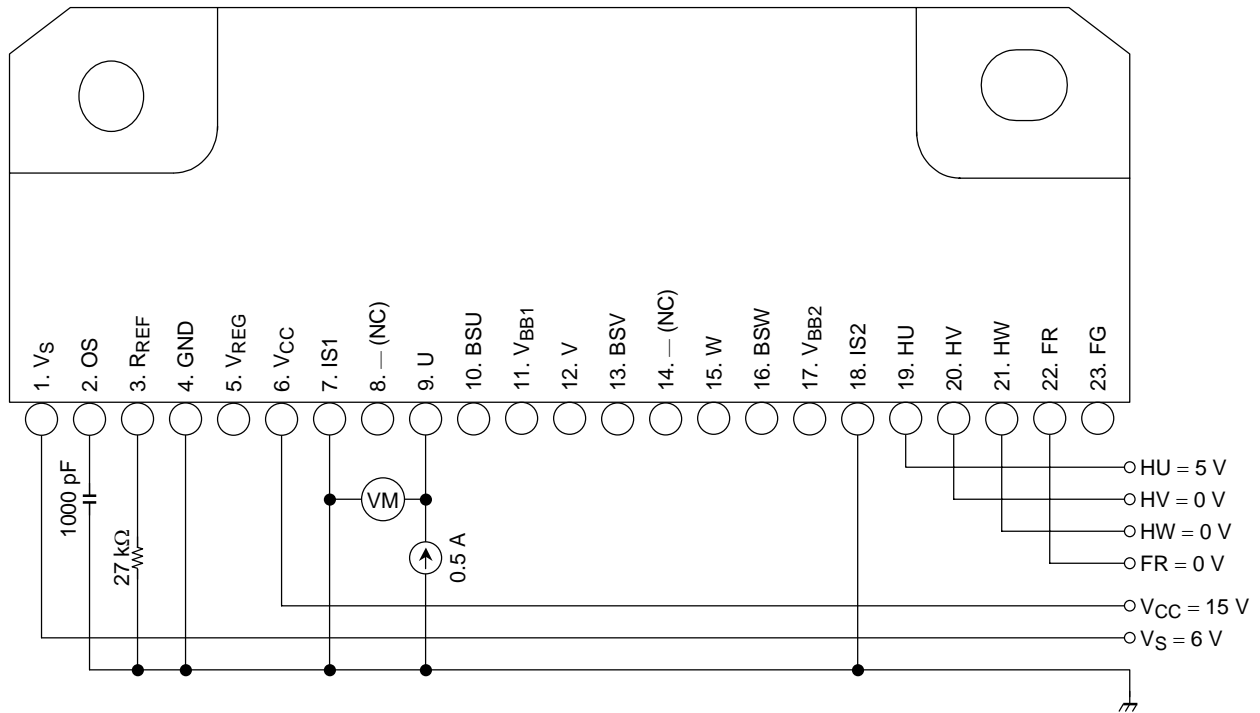 1. VS
2. OS
3. RREF
4. GND
5. VREG
6. VCC
7. IS1
8. — (NC)
9. U
10. BSU
11. VBB1
12. V
13. BSV
14. — (NC)
15. W
16. BSW
17. VBB2
18. IS2
19. HU
20. HV
21. HW
22. FR
23. FG
1000 pF
27 kΩ
VM
0.5 A
HU = 5 V
HV = 0 V
HW = 0 V
FR = 0 V
VCC = 15 V
VS = 6 V